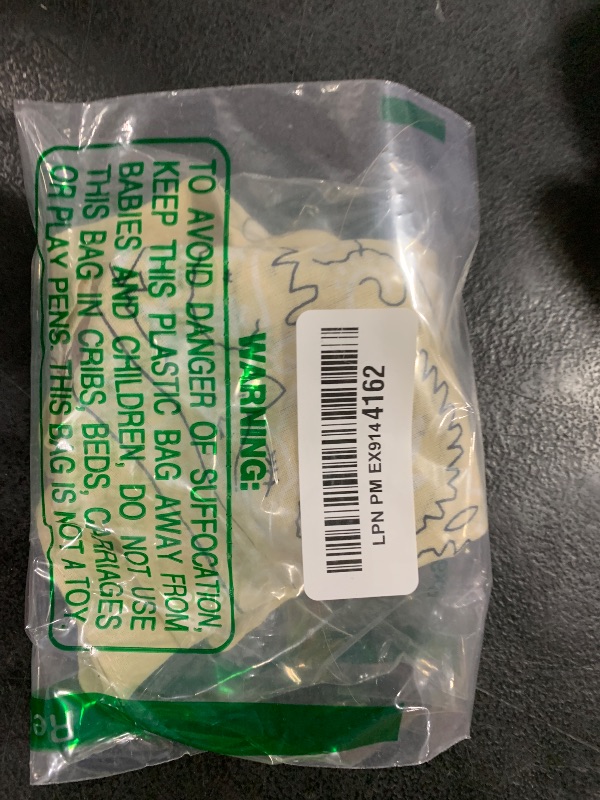 WARNING:
TO AVOID DANGER OF SUFFOCATION,
KEEP THIS PLASTIC BAG AWAY FROM
BABIES AND CHILDREN, DO NOT USE
THIS BAG IN CRIBS, BEDS, CARRIAGES
OR PLAY PENS. THIS BAG IS NOT A TOY.
LPN PM EX9144162
Re